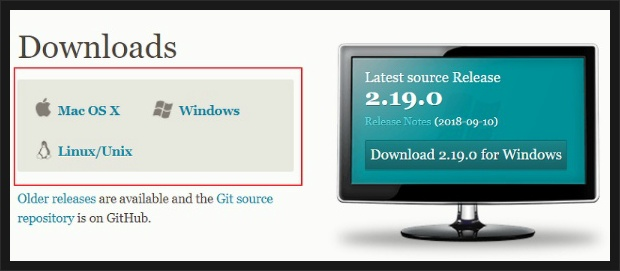 Downloads
Mac OS X
Windows
Linux/Unix
Older releases are available and the Git source
repository is on GitHub.
Latest source Release
2.19.0
Release Notes (2018-09-10)
Download 2.19.0 for Windows